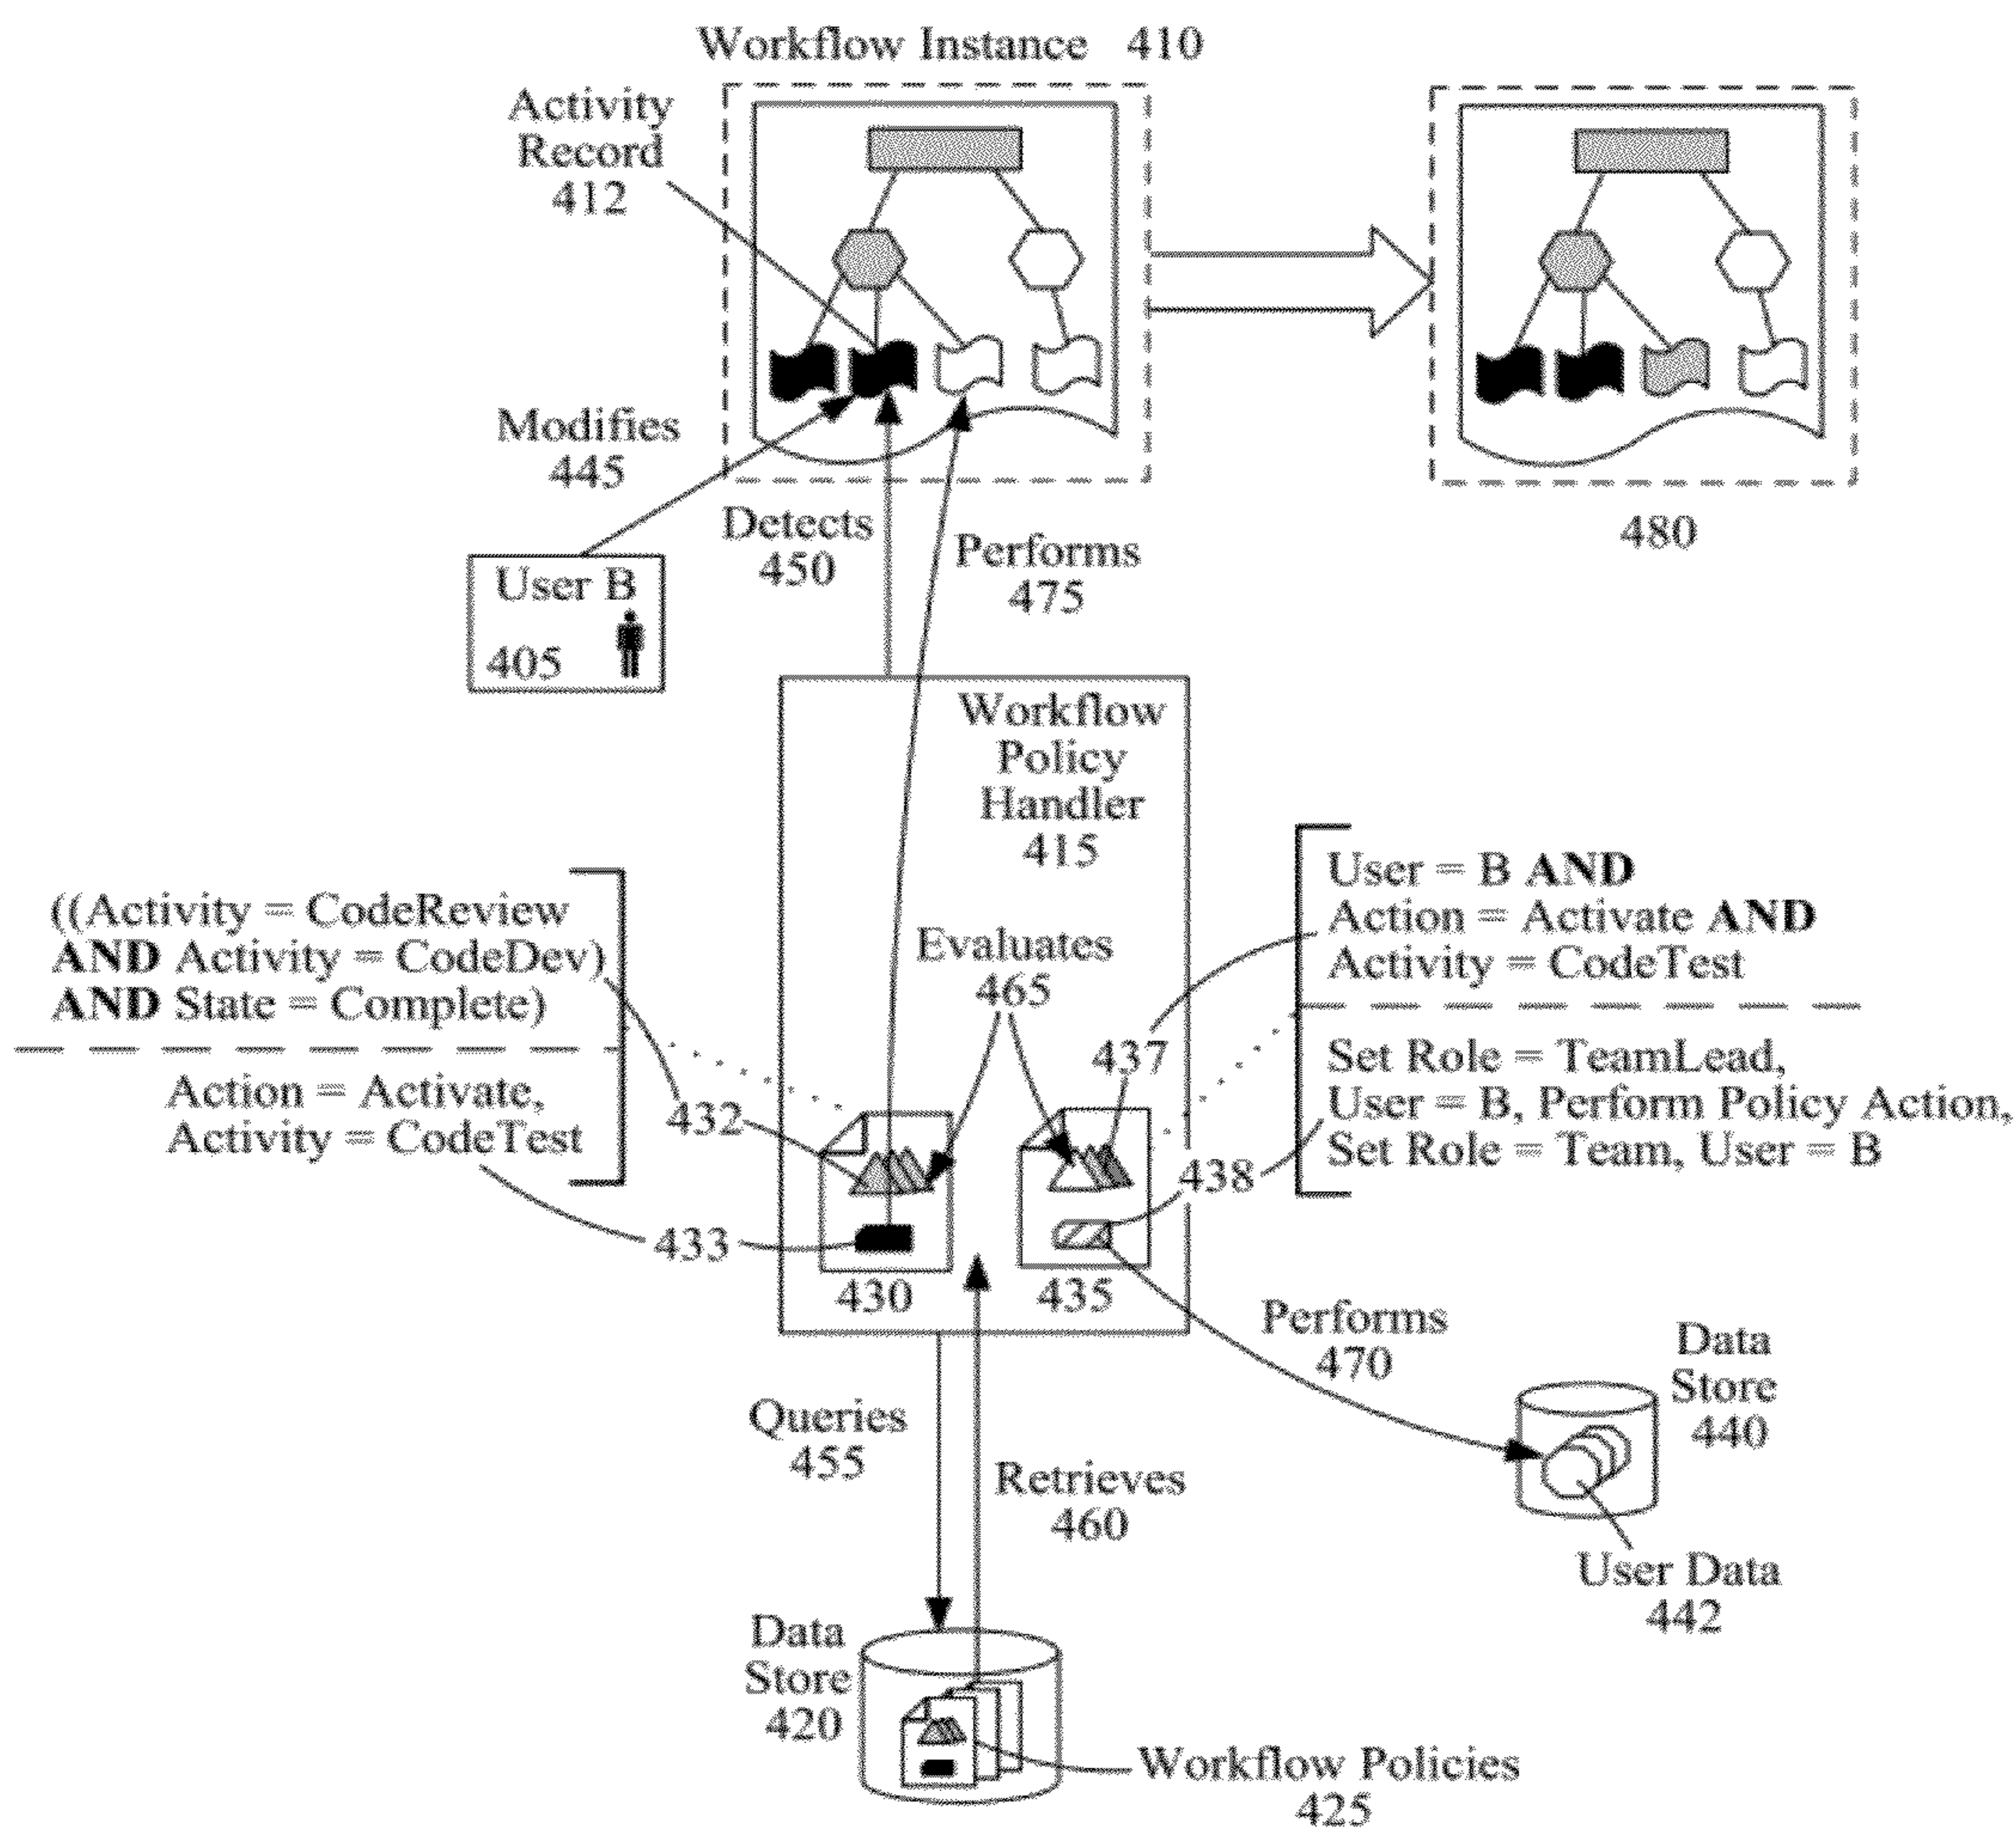 Workflow Instance 410
Activity
Record
412
Modifies
445
Detects
450
Performs
475
480
User B
405
Workflow
Policy
Handler
415
((Activity = CodeReview
AND Activity = CodeDev)
AND State = Complete)
Action = Activate,
Activity = CodeTest
Evaluates
465
User = B AND
Action = Activate AND
Activity = CodeTest
Set Role = TeamLead,
User = B, Perform Policy Action,
Set Role = Team, User = B
432
433
437
438
430
435
Performs
470
Data
Store
440
User Data
442
Queries
455
Retrieves
460
Data
Store
420
Workflow Policies
425